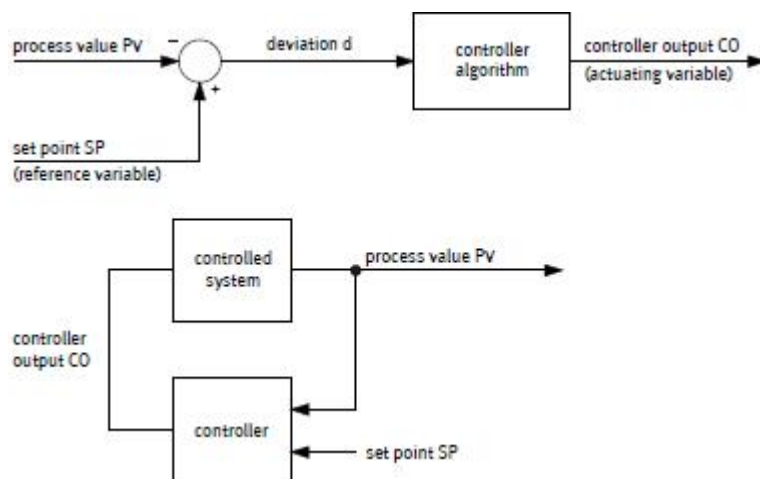 process value PV
−
deviation d
controller
algorithm
controller output CO
(actuating variable)
+
set point SP
(reference variable)
controlled
system
process value PV
controller
output CO
controller
set point SP